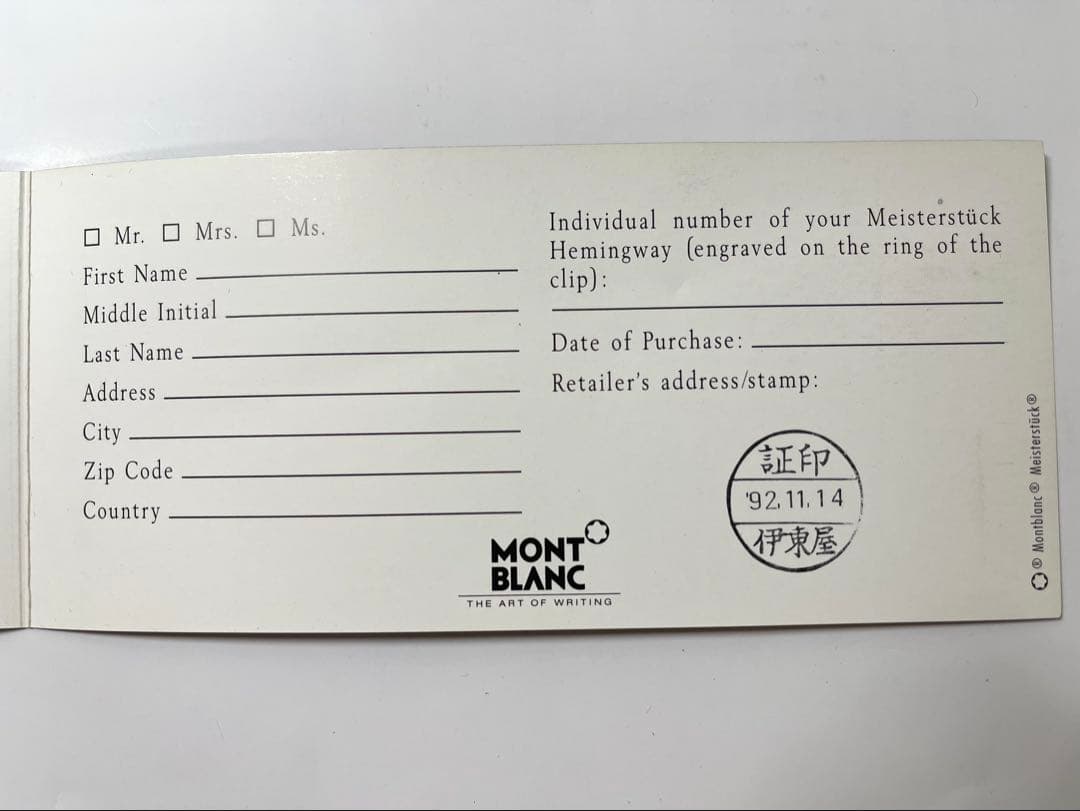 ☐ Mr. ☐ Mrs. ☐ Ms.
First Name
Middle Initial
Last Name
Address
City
Zip Code
Country
Individual number of your Meisterstück
Hemingway (engraved on the ring of the
clip):
Date of Purchase:
Retailer's address/stamp:
証印
'92.11.14
伊東屋
MONT
BLANC
THE ART OF WRITING
® Montblanc® Meisterstück®